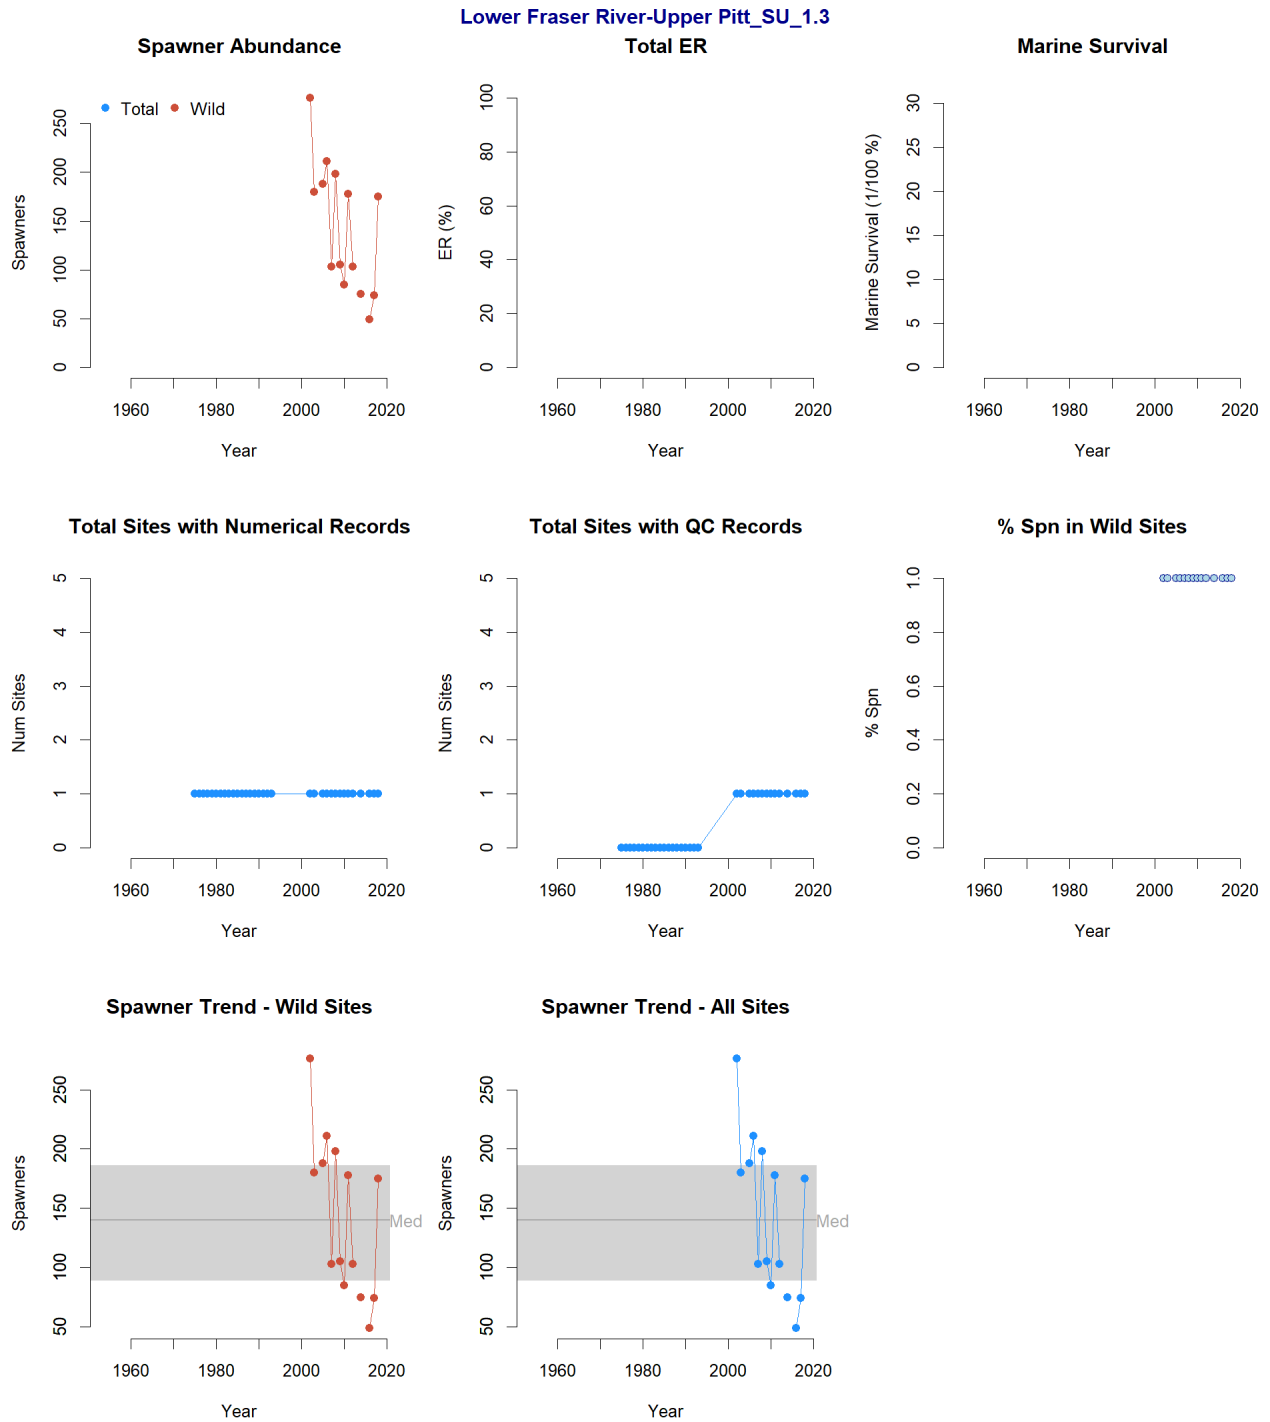 Lower Fraser River-Upper Pitt_SU_1.3
Spawner Abundance
Total ER
Marine Survival
Total
Wild
Spawners
0
50
100
150
200
250
1960
1980
2000
2020
Year
ER (%)
0
20
40
60
80
100
1960
1980
2000
2020
Year
Marine Survival (1/100 %)
0
5
10
15
20
25
30
1960
1980
2000
2020
Year
Total Sites with Numerical Records
Total Sites with QC Records
% Spn in Wild Sites
Num Sites
0
1
2
3
4
5
1960
1980
2000
2020
Year
Num Sites
0
1
2
3
4
5
1960
1980
2000
2020
Year
% Spn
0.0
0.2
0.4
0.6
0.8
1.0
1960
1980
2000
2020
Year
Spawner Trend - Wild Sites
Spawner Trend - All Sites
Spawners
50
100
150
200
250
Med
1960
1980
2000
2020
Year
Spawners
50
100
150
200
250
Med
1960
1980
2000
2020
Year